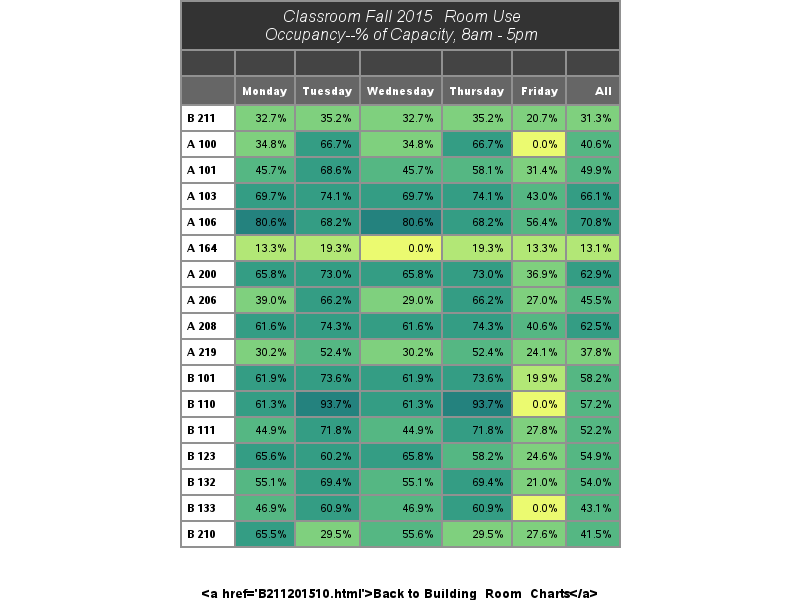 Classroom Fall 2015 Room Use
Occupancy--% of Capacity, 8am - 5pm
Monday Tuesday Wednesday Thursday Friday All
B 211 32.7% 35.2% 32.7% 35.2% 20.7% 31.3%
A 100 34.8% 66.7% 34.8% 66.7% 0.0% 40.6%
A 101 45.7% 68.6% 45.7% 58.1% 31.4% 49.9%
A 103 69.7% 74.1% 69.7% 74.1% 43.0% 66.1%
A 106 80.6% 68.2% 80.6% 68.2% 56.4% 70.8%
A 164 13.3% 19.3% 0.0% 19.3% 13.3% 13.1%
A 200 65.8% 73.0% 65.8% 73.0% 36.9% 62.9%
A 206 39.0% 66.2% 29.0% 66.2% 27.0% 45.5%
A 208 61.6% 74.3% 61.6% 74.3% 40.6% 62.5%
A 219 30.2% 52.4% 30.2% 52.4% 24.1% 37.8%
B 101 61.9% 73.6% 61.9% 73.6% 19.9% 58.2%
B 110 61.3% 93.7% 61.3% 93.7% 0.0% 57.2%
B 111 44.9% 71.8% 44.9% 71.8% 27.8% 52.2%
B 123 65.6% 60.2% 65.8% 58.2% 24.6% 54.9%
B 132 55.1% 69.4% 55.1% 69.4% 21.0% 54.0%
B 133 46.9% 60.9% 46.9% 60.9% 0.0% 43.1%
B 210 65.5% 29.5% 55.6% 29.5% 27.6% 41.5%
<a href='B211201510.html'>Back to Building Room Charts</a>